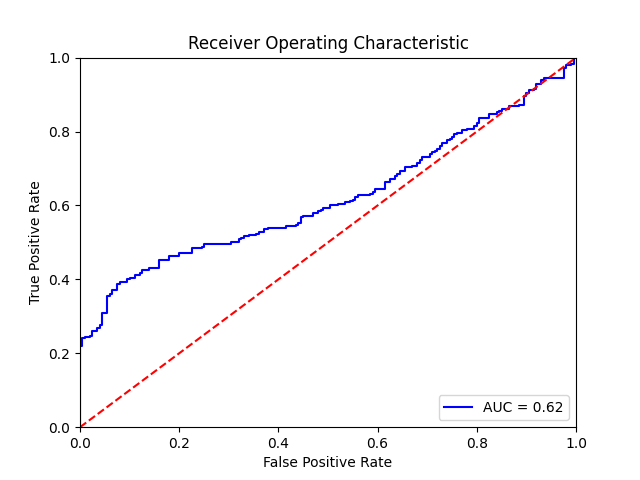 Receiver Operating Characteristic
True Positive Rate
1.0
0.8
0.6
0.4
0.2
0.0
AUC = 0.62
0.0 0.2 0.4 0.6 0.8 1.0
False Positive Rate